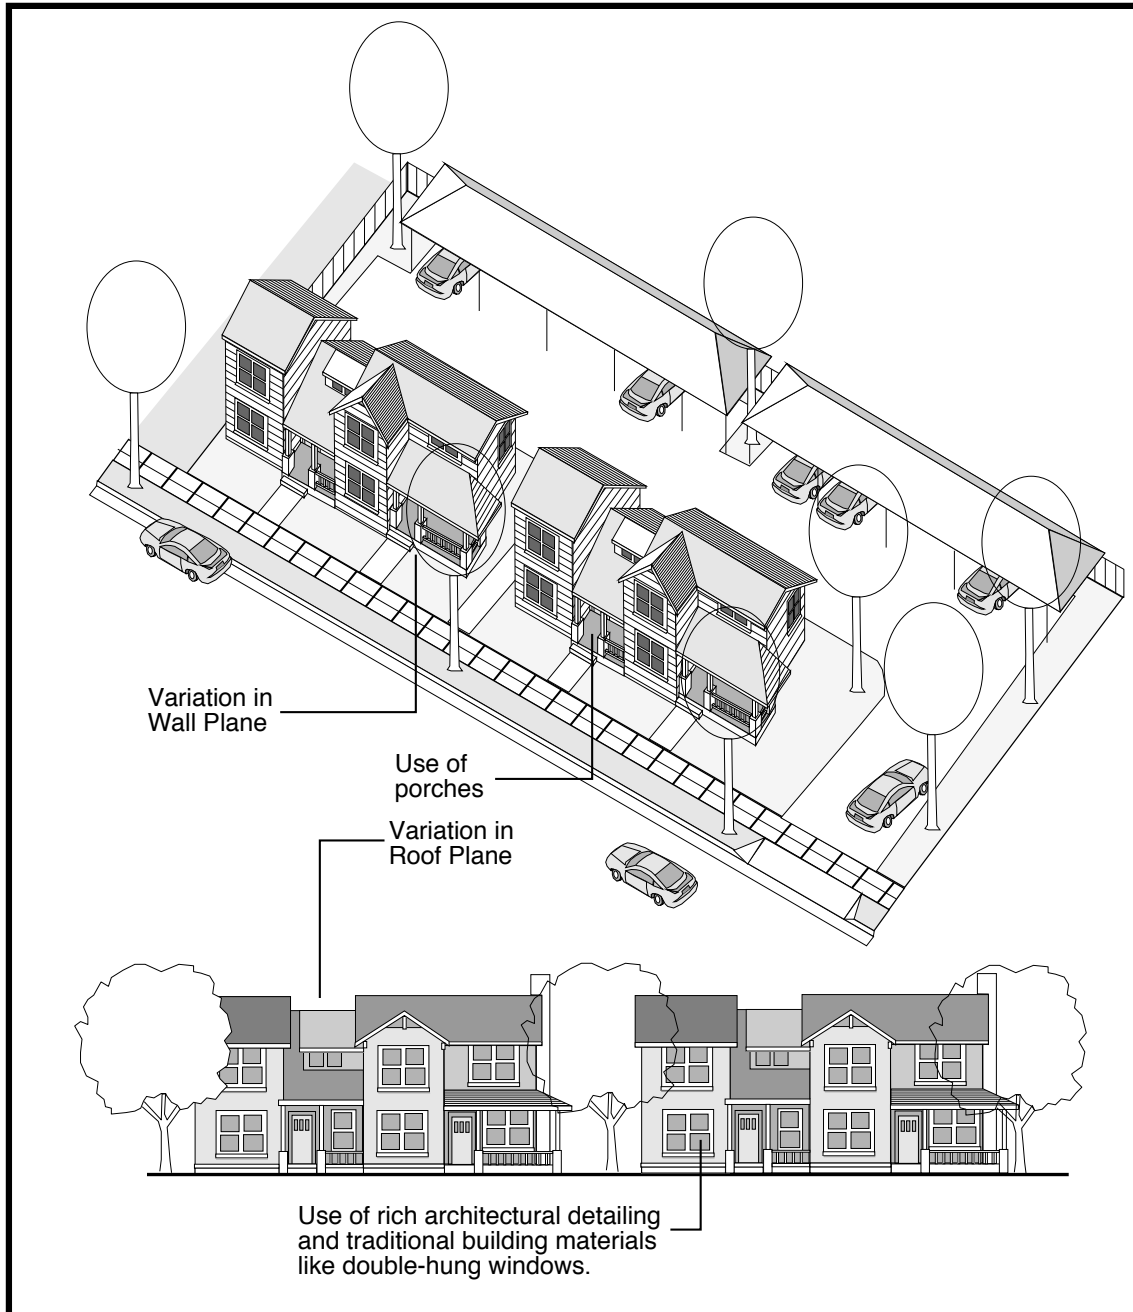 Variation in
Wall Plane
Use of
porches
Variation in
Roof Plane
Use of rich architectural detailing
and traditional building materials
like double-hung windows.